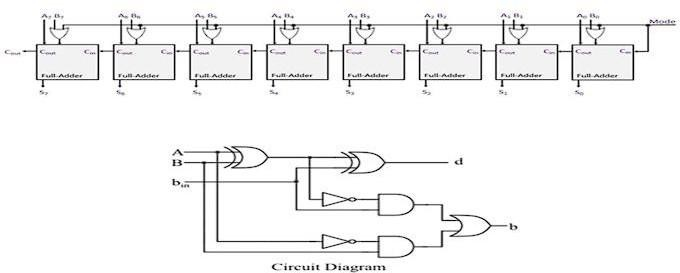 A₇ B₇ A₆ B₆ A₅ B₅ A₄ B₄ A₃ B₃ A₂ B₂ A₁ B₁ A₀ B₀ Mode
Cout Cout Cin Cout Cin Cout Cin Cout Cin Cout Cin Cout Cin Cout Cin Cout Cin
Full-Adder Full-Adder Full-Adder Full-Adder Full-Adder Full-Adder Full-Adder Full-Adder
S₇ S₆ S₅ S₄ S₃ S₂ S₁ S₀
A
B
d
bin
b
Circuit Diagram